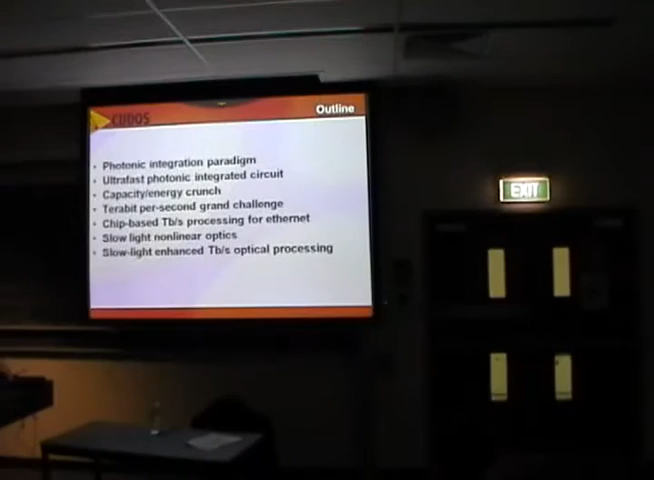 CUDOS
Outline
• Photonic integration paradigm
• Ultrafast photonic integrated circuit
• Capacity/energy crunch
• Terabit per-second grand challenge
• Chip-based Tb/s processing for ethernet
• Slow light nonlinear optics
• Slow-light enhanced Tb/s optical processing
EXIT